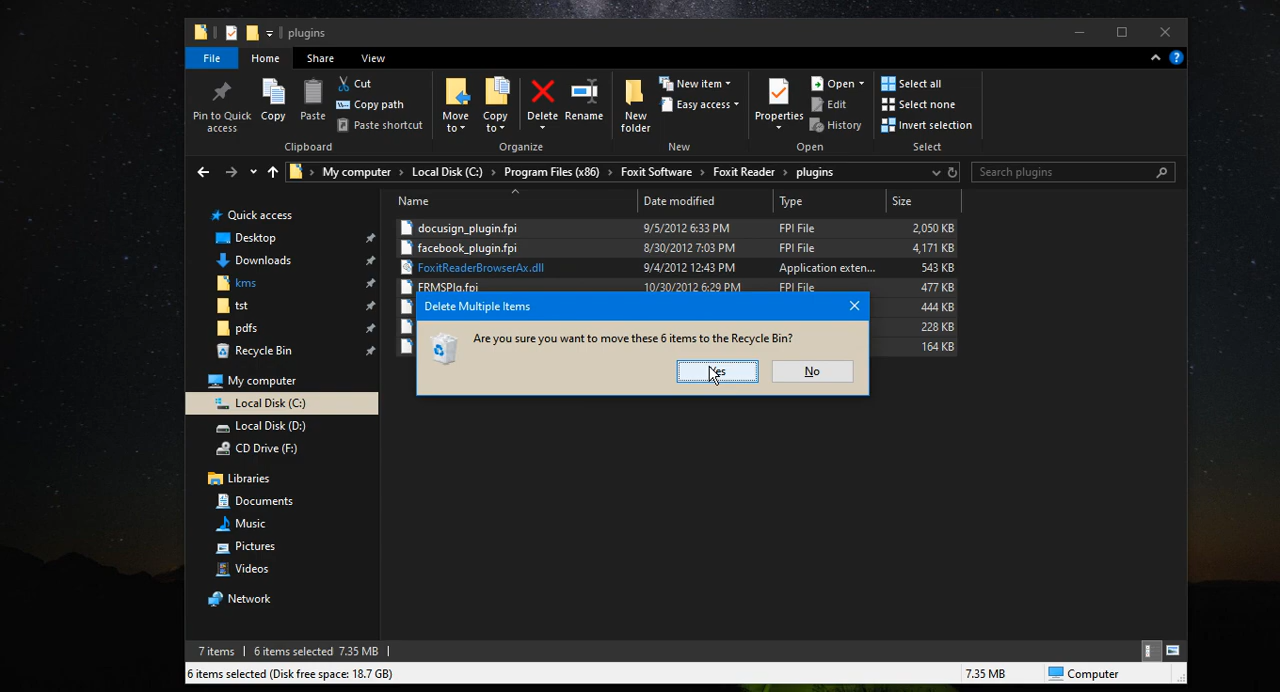 plugins
File Home Share View
Pin to Quick access
Copy
Paste
Cut
Copy path
Paste shortcut
Clipboard
Move to
Copy to
Delete
Rename
Organize
New folder
New item
Easy access
New
Properties
Open
Edit
History
Open
Select all
Select none
Invert selection
Select
My computer > Local Disk (C:) > Program Files (x86) > Foxit Software > Foxit Reader > plugins
Search plugins
Name Date modified Type Size
Quick access
Desktop
Downloads
kms
tst
pdfs
Recycle Bin
My computer
Local Disk (C:)
Local Disk (D:)
CD Drive (F:)
Libraries
Documents
Music
Pictures
Videos
Network
docusign_plugin.fpi 9/5/2012 6:33 PM FPI File 2,050 KB
facebook_plugin.fpi 8/30/2012 7:03 PM FPI File 4,171 KB
FoxitReaderBrowserAx.dll 9/4/2012 12:43 PM Application exten... 543 KB
FRMSPlg.fpi 10/30/2012 6:29 PM FPI File 477 KB
444 KB
228 KB
164 KB
Delete Multiple Items
Are you sure you want to move these 6 items to the Recycle Bin?
Yes
No
7 items 6 items selected 7.35 MB
6 items selected (Disk free space: 18.7 GB) 7.35 MB Computer